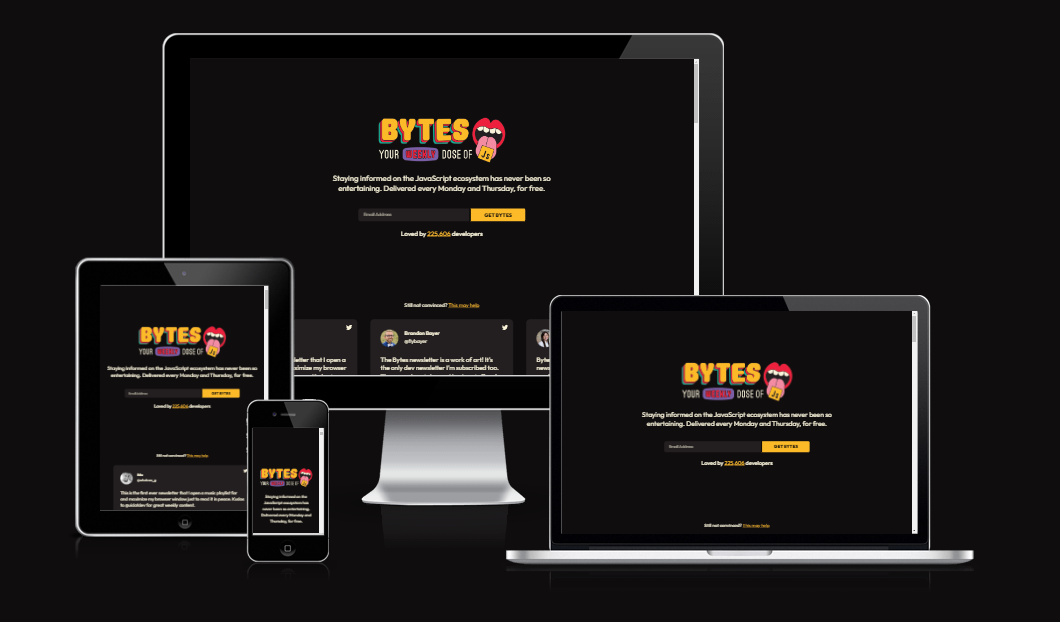 BYTES
YOUR WEEKLY DOSE OF JS
Staying informed on the JavaScript ecosystem has never been so
entertaining. Delivered every Monday and Thursday, for free.
Email Address
GET BYTES
Loved by 225,606 developers
Still not convinced? This may help
letter that I open a
ximize my browser
Brandon Bayer
@flybayer
The Bytes newsletter is a work of art! It's
the only dev newsletter I'm subscribed too.
Byte
news
BYTES
YOUR WEEKLY DOSE OF JS
Staying informed on the JavaScript ecosystem has never been so
entertaining. Delivered every Monday and Thursday, for free.
Email Address
GET BYTES
Loved by 225,606 developers
Still not convinced? This may help
This is the first ever newsletter that I open a music playlist for
and maximize my browser window just to read it in peace. Kudos
to @uidotdev for great weekly content.
BYTES
YOUR WEEKLY DOSE OF JS
Staying informed on the
JavaScript ecosystem has
never been so entertaining.
Delivered every Monday and
Thursday, for free.
BYTES
YOUR WEEKLY DOSE OF JS
Staying informed on the JavaScript ecosystem has never been so
entertaining. Delivered every Monday and Thursday, for free.
Email Address
GET BYTES
Loved by 225,606 developers
Still not convinced? This may help